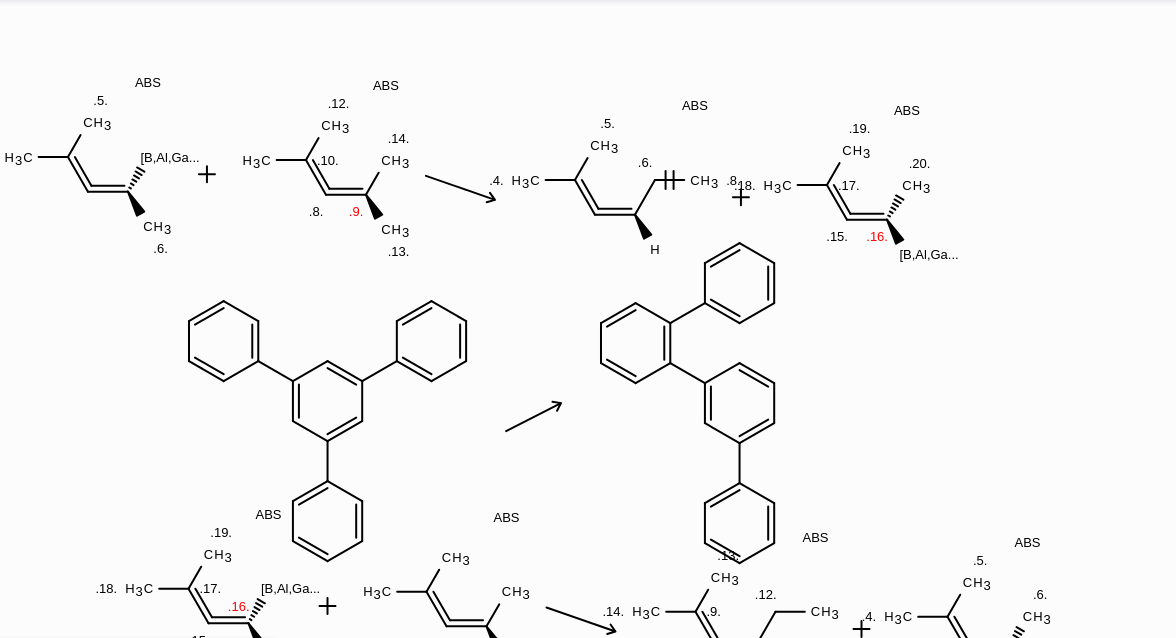 ABS
.5.
CH3
H3C
[B,Al,Ga...
CH3
.6.
+
ABS
.12.
CH3
.14.
H3C
.10.
CH3
.8.
.9.
CH3
.13.
ABS
.5.
CH3
.6.
.4. H3C
CH3 .8.
H
+
ABS
.19.
CH3
.20.
.18. H3C
.17.
CH3
.15.
.16.
[B,Al,Ga...
ABS
.19.
CH3
.18. H3C
.17.
[B,Al,Ga...
.16.
.15.
+
ABS
CH3
H3C
CH3
ABS
.13.
CH3
.12.
.14. H3C
.9.
CH3
+
ABS
.5.
CH3
.6.
.4. H3C
CH3